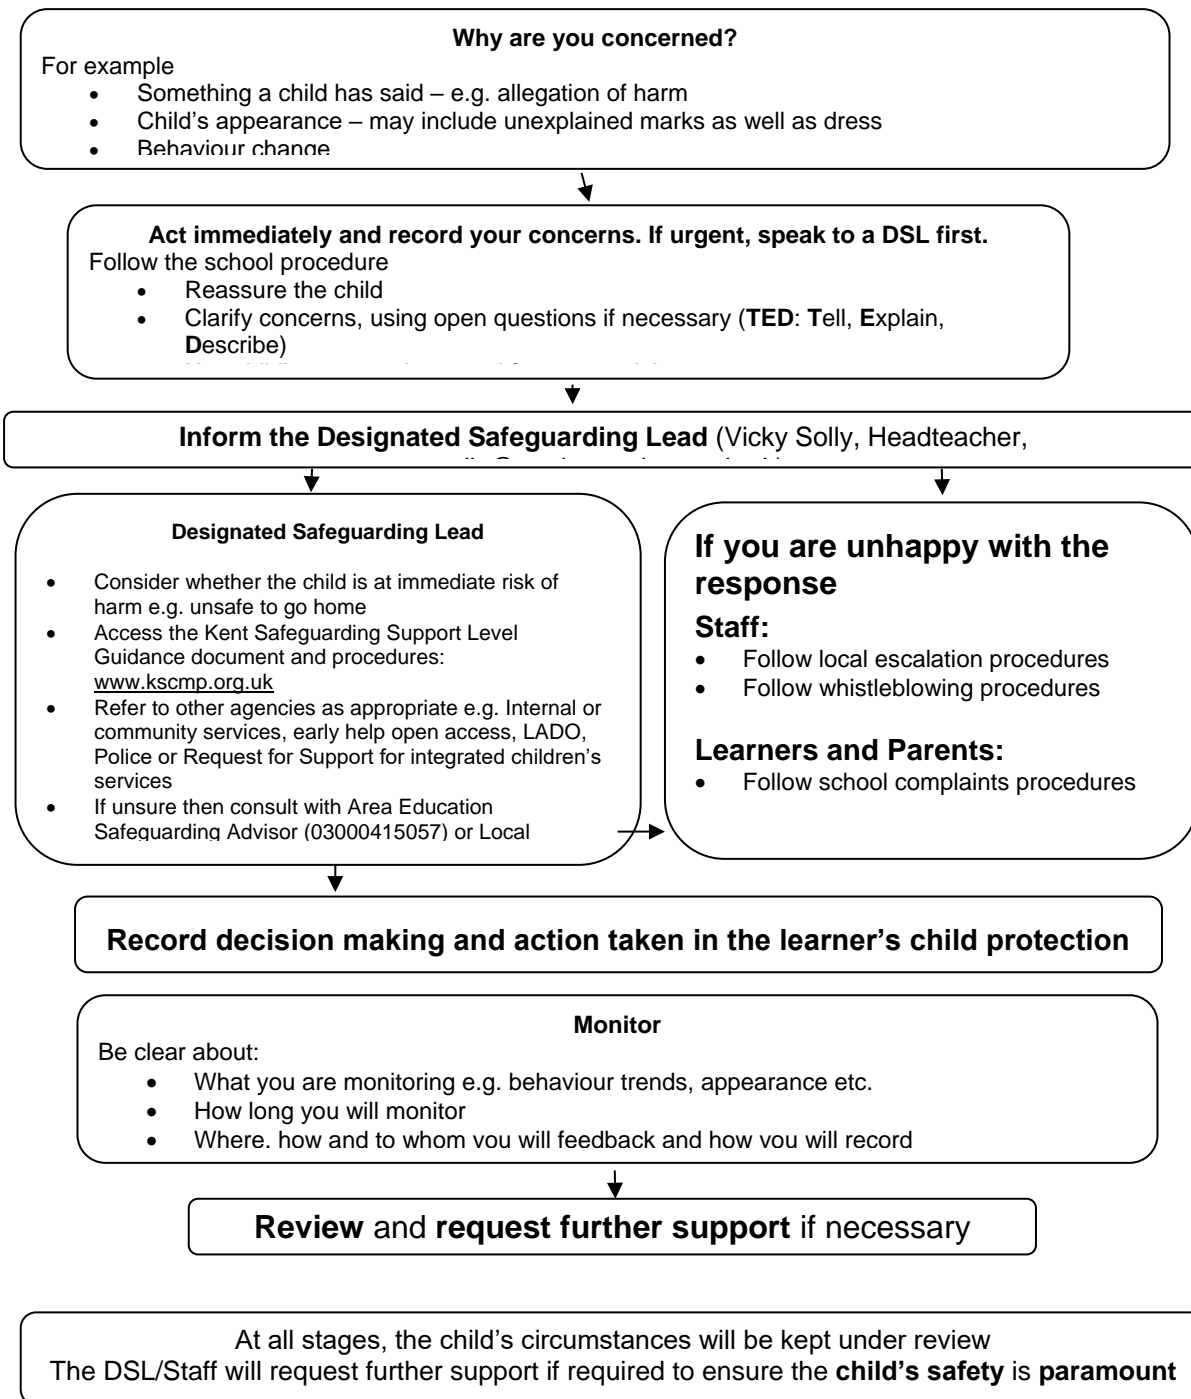 Why are you concerned?
For example
• Something a child has said – e.g. allegation of harm
• Child's appearance – may include unexplained marks as well as dress
• Behaviour change
Act immediately and record your concerns. If urgent, speak to a DSL first.
Follow the school procedure
• Reassure the child
• Clarify concerns, using open questions if necessary (TED: Tell, Explain,
Describe)
Inform the Designated Safeguarding Lead (Vicky Solly, Headteacher,
Designated Safeguarding Lead
• Consider whether the child is at immediate risk of
harm e.g. unsafe to go home
• Access the Kent Safeguarding Support Level
Guidance document and procedures:
www.kscmp.org.uk
• Refer to other agencies as appropriate e.g. Internal or
community services, early help open access, LADO,
Police or Request for Support for integrated children's
services
• If unsure then consult with Area Education
Safeguarding Advisor (03000415057) or Local
If you are unhappy with the
response
Staff:
• Follow local escalation procedures
• Follow whistleblowing procedures
Learners and Parents:
• Follow school complaints procedures
Record decision making and action taken in the learner's child protection
Monitor
Be clear about:
• What you are monitoring e.g. behaviour trends, appearance etc.
• How long you will monitor
• Where, how and to whom you will feedback and how you will record
Review and request further support if necessary
At all stages, the child's circumstances will be kept under review
The DSL/Staff will request further support if required to ensure the child's safety is paramount